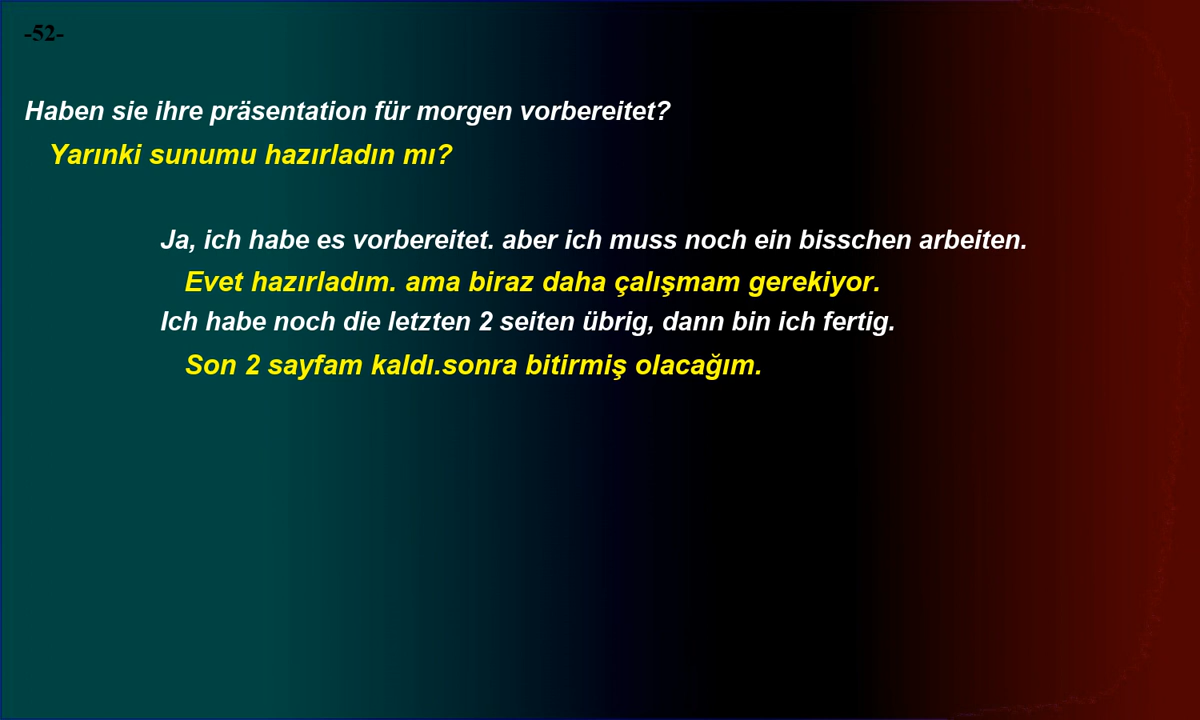 -52-
Haben sie ihre präsentation für morgen vorbereitet?
Yarınki sunumu hazırladın mı?
Ja, ich habe es vorbereitet. aber ich muss noch ein bisschen arbeiten.
Evet hazırladım. ama biraz daha çalışmam gerekiyor.
Ich habe noch die letzten 2 seiten übrig, dann bin ich fertig.
Son 2 sayfam kaldı.sonra bitirmiş olacağım.